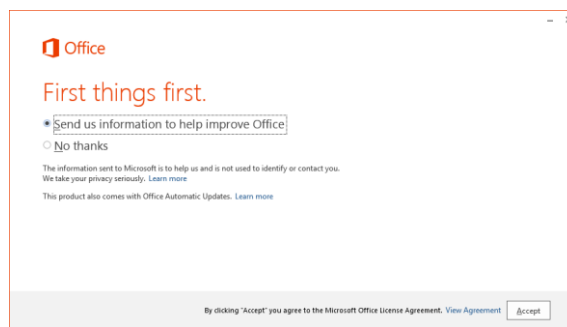 Office
First things first.
Send us information to help improve Office
No thanks
The information sent to Microsoft is to help us and is not used to identify or contact you.
We take your privacy seriously. Learn more
This product also comes with Office Automatic Updates. Learn more
By clicking "Accept" you agree to the Microsoft Office License Agreement. View Agreement Accept